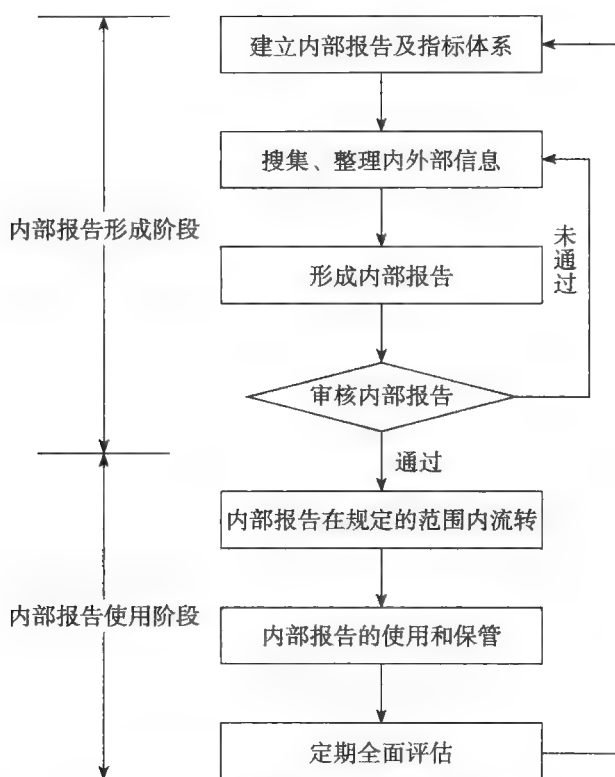 建立内部报告及指标体系
搜集、整理内外部信息
内部报告形成阶段
未通过
形成内部报告
审核内部报告
通过
内部报告在规定的范围内流转
内部报告使用阶段
内部报告的使用和保管
定期全面评估